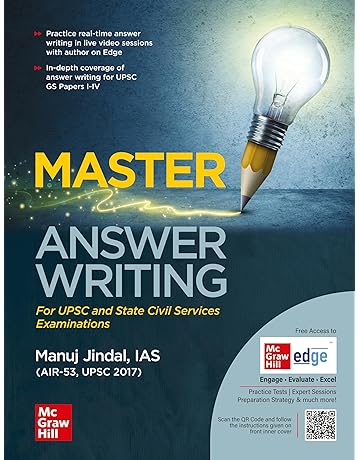 Practice real-time answer
writing in live video sessions
with author on Edge
In-depth coverage of
answer writing for UPSC
GS Papers I-IV
MASTER
ANSWER
WRITING
For UPSC and State Civil Services
Examinations
Manuj Jindal, IAS
(AIR-53, UPSC 2017)
Free Access to
Mc
Graw
Hill
edge
Engage • Evaluate • Excel
Practice Tests | Expert Sessions
Preparation Strategy & much more!
Scan the QR Code and follow
the instructions given on
front inner cover
Mc
Graw
Hill